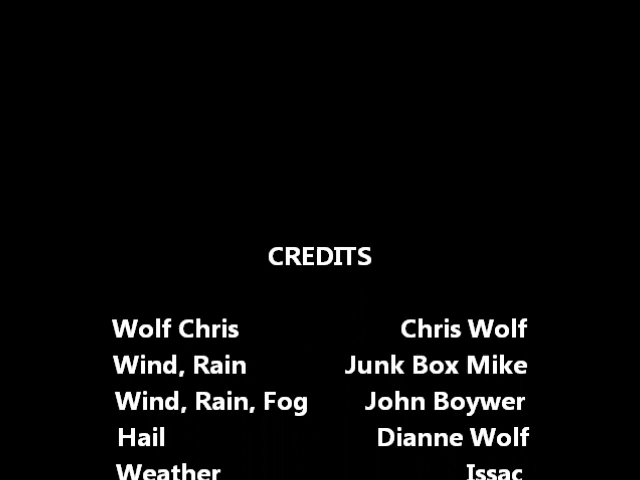 CREDITS
Wolf Chris Chris Wolf
Wind, Rain Junk Box Mike
Wind, Rain, Fog John Boywer
Hail Dianne Wolf
Weather Issac